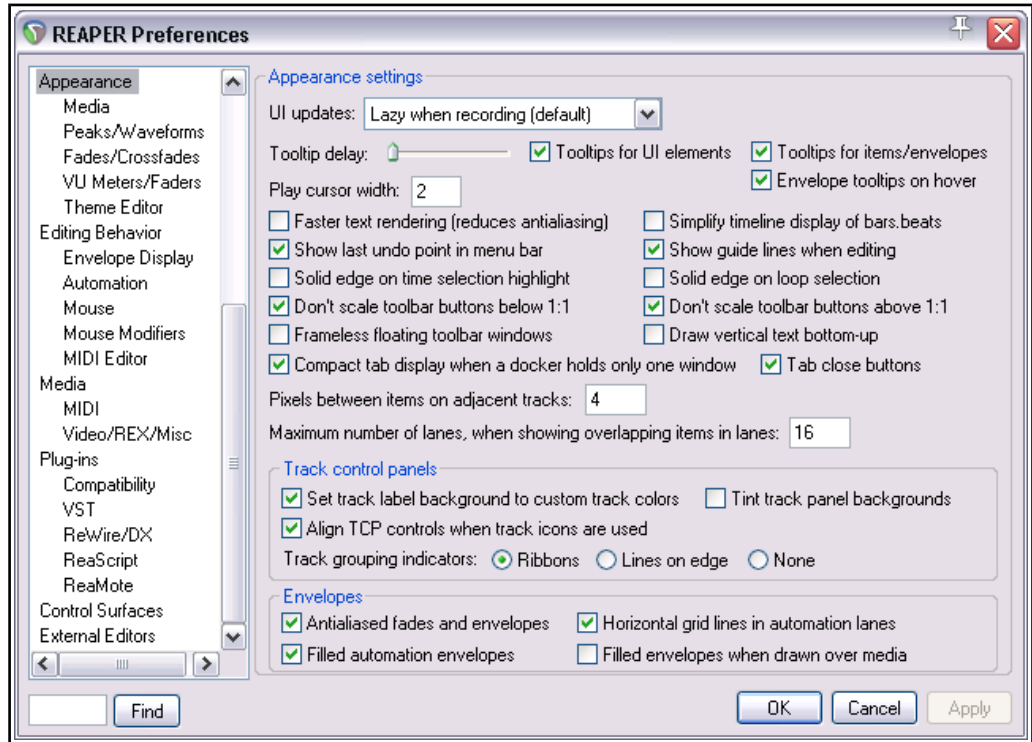 REAPER Preferences
Appearance
Media
Peaks/Waveforms
Fades/Crossfades
VU Meters/Faders
Theme Editor
Editing Behavior
Envelope Display
Automation
Mouse
Mouse Modifiers
MIDI Editor
Media
MIDI
Video/REX/Misc
Plug-ins
Compatibility
VST
ReWire/DX
ReaScript
ReaMote
Control Surfaces
External Editors
Find
Appearance settings
UI updates: Lazy when recording (default)
Tooltip delay: Tooltips for UI elements Tooltips for items/envelopes
Play cursor width: 2 Envelope tooltips on hover
Faster text rendering (reduces antialiasing) Simplify timeline display of bars.beats
Show last undo point in menu bar Show guide lines when editing
Solid edge on time selection highlight Solid edge on loop selection
Don't scale toolbar buttons below 1:1 Don't scale toolbar buttons above 1:1
Frameless floating toolbar windows Draw vertical text bottom-up
Compact tab display when a docker holds only one window Tab close buttons
Pixels between items on adjacent tracks: 4
Maximum number of lanes, when showing overlapping items in lanes: 16
Track control panels
Set track label background to custom track colors Tint track panel backgrounds
Align TCP controls when track icons are used
Track grouping indicators: Ribbons Lines on edge None
Envelopes
Antialiased fades and envelopes Horizontal grid lines in automation lanes
Filled automation envelopes Filled envelopes when drawn over media
OK Cancel Apply